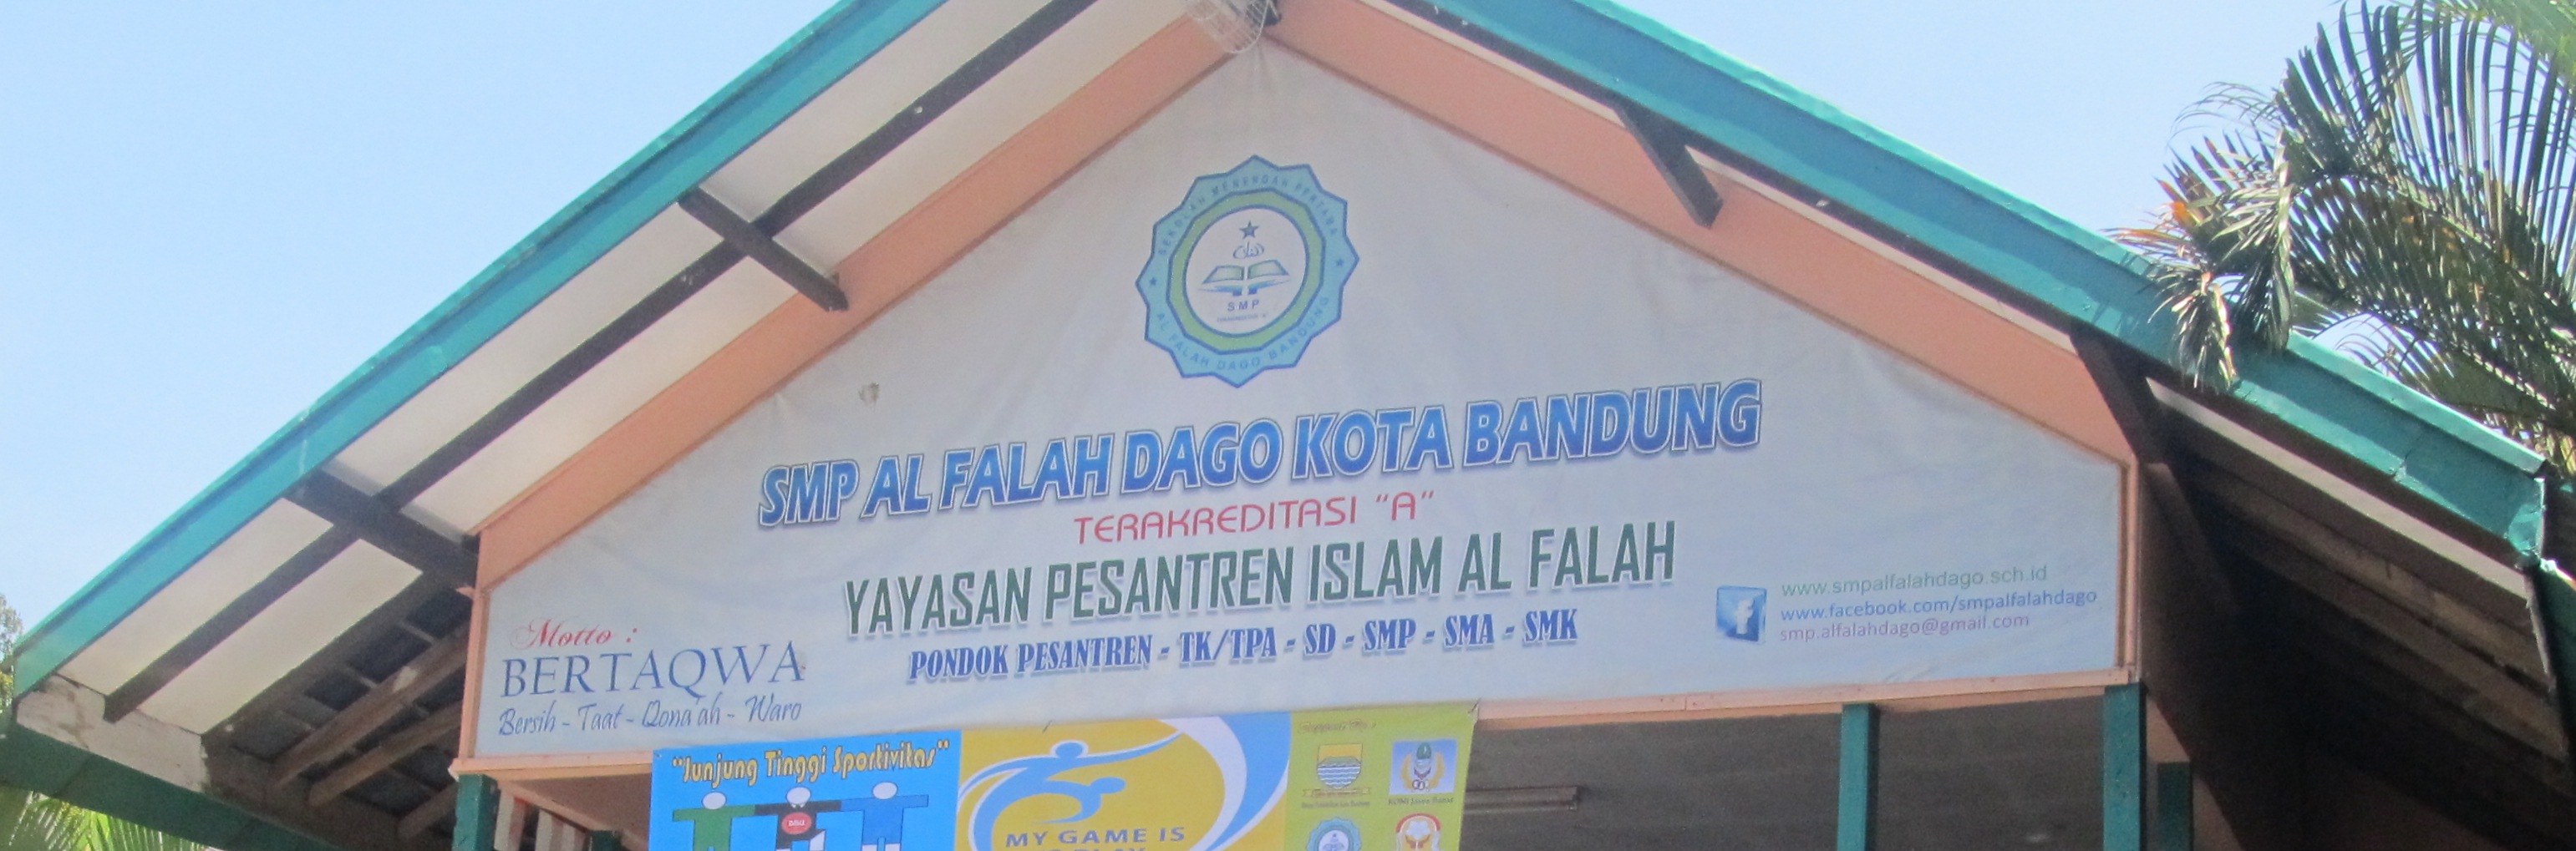 SEKOLAH MENENGAH PERTAMA
SMP
AL FALAH DAGO BANDUNG
SMP AL FALAH DAGO KOTA BANDUNG
TERAKREDITASI "A"
YAYASAN PESANTREN ISLAM AL FALAH
PONDOK PESANTREN - TK/TPA - SD - SMP - SMA - SMK
Motto :
BERTAQWA
Bersih - Taat - Qona'ah - Waro
www.smpalfalahdago.sch.id
www.facebook.com/smpalfalahdago
smp.alfalahdago@gmail.com
"Junjung Tinggi Sportivitas"
MY GAME IS